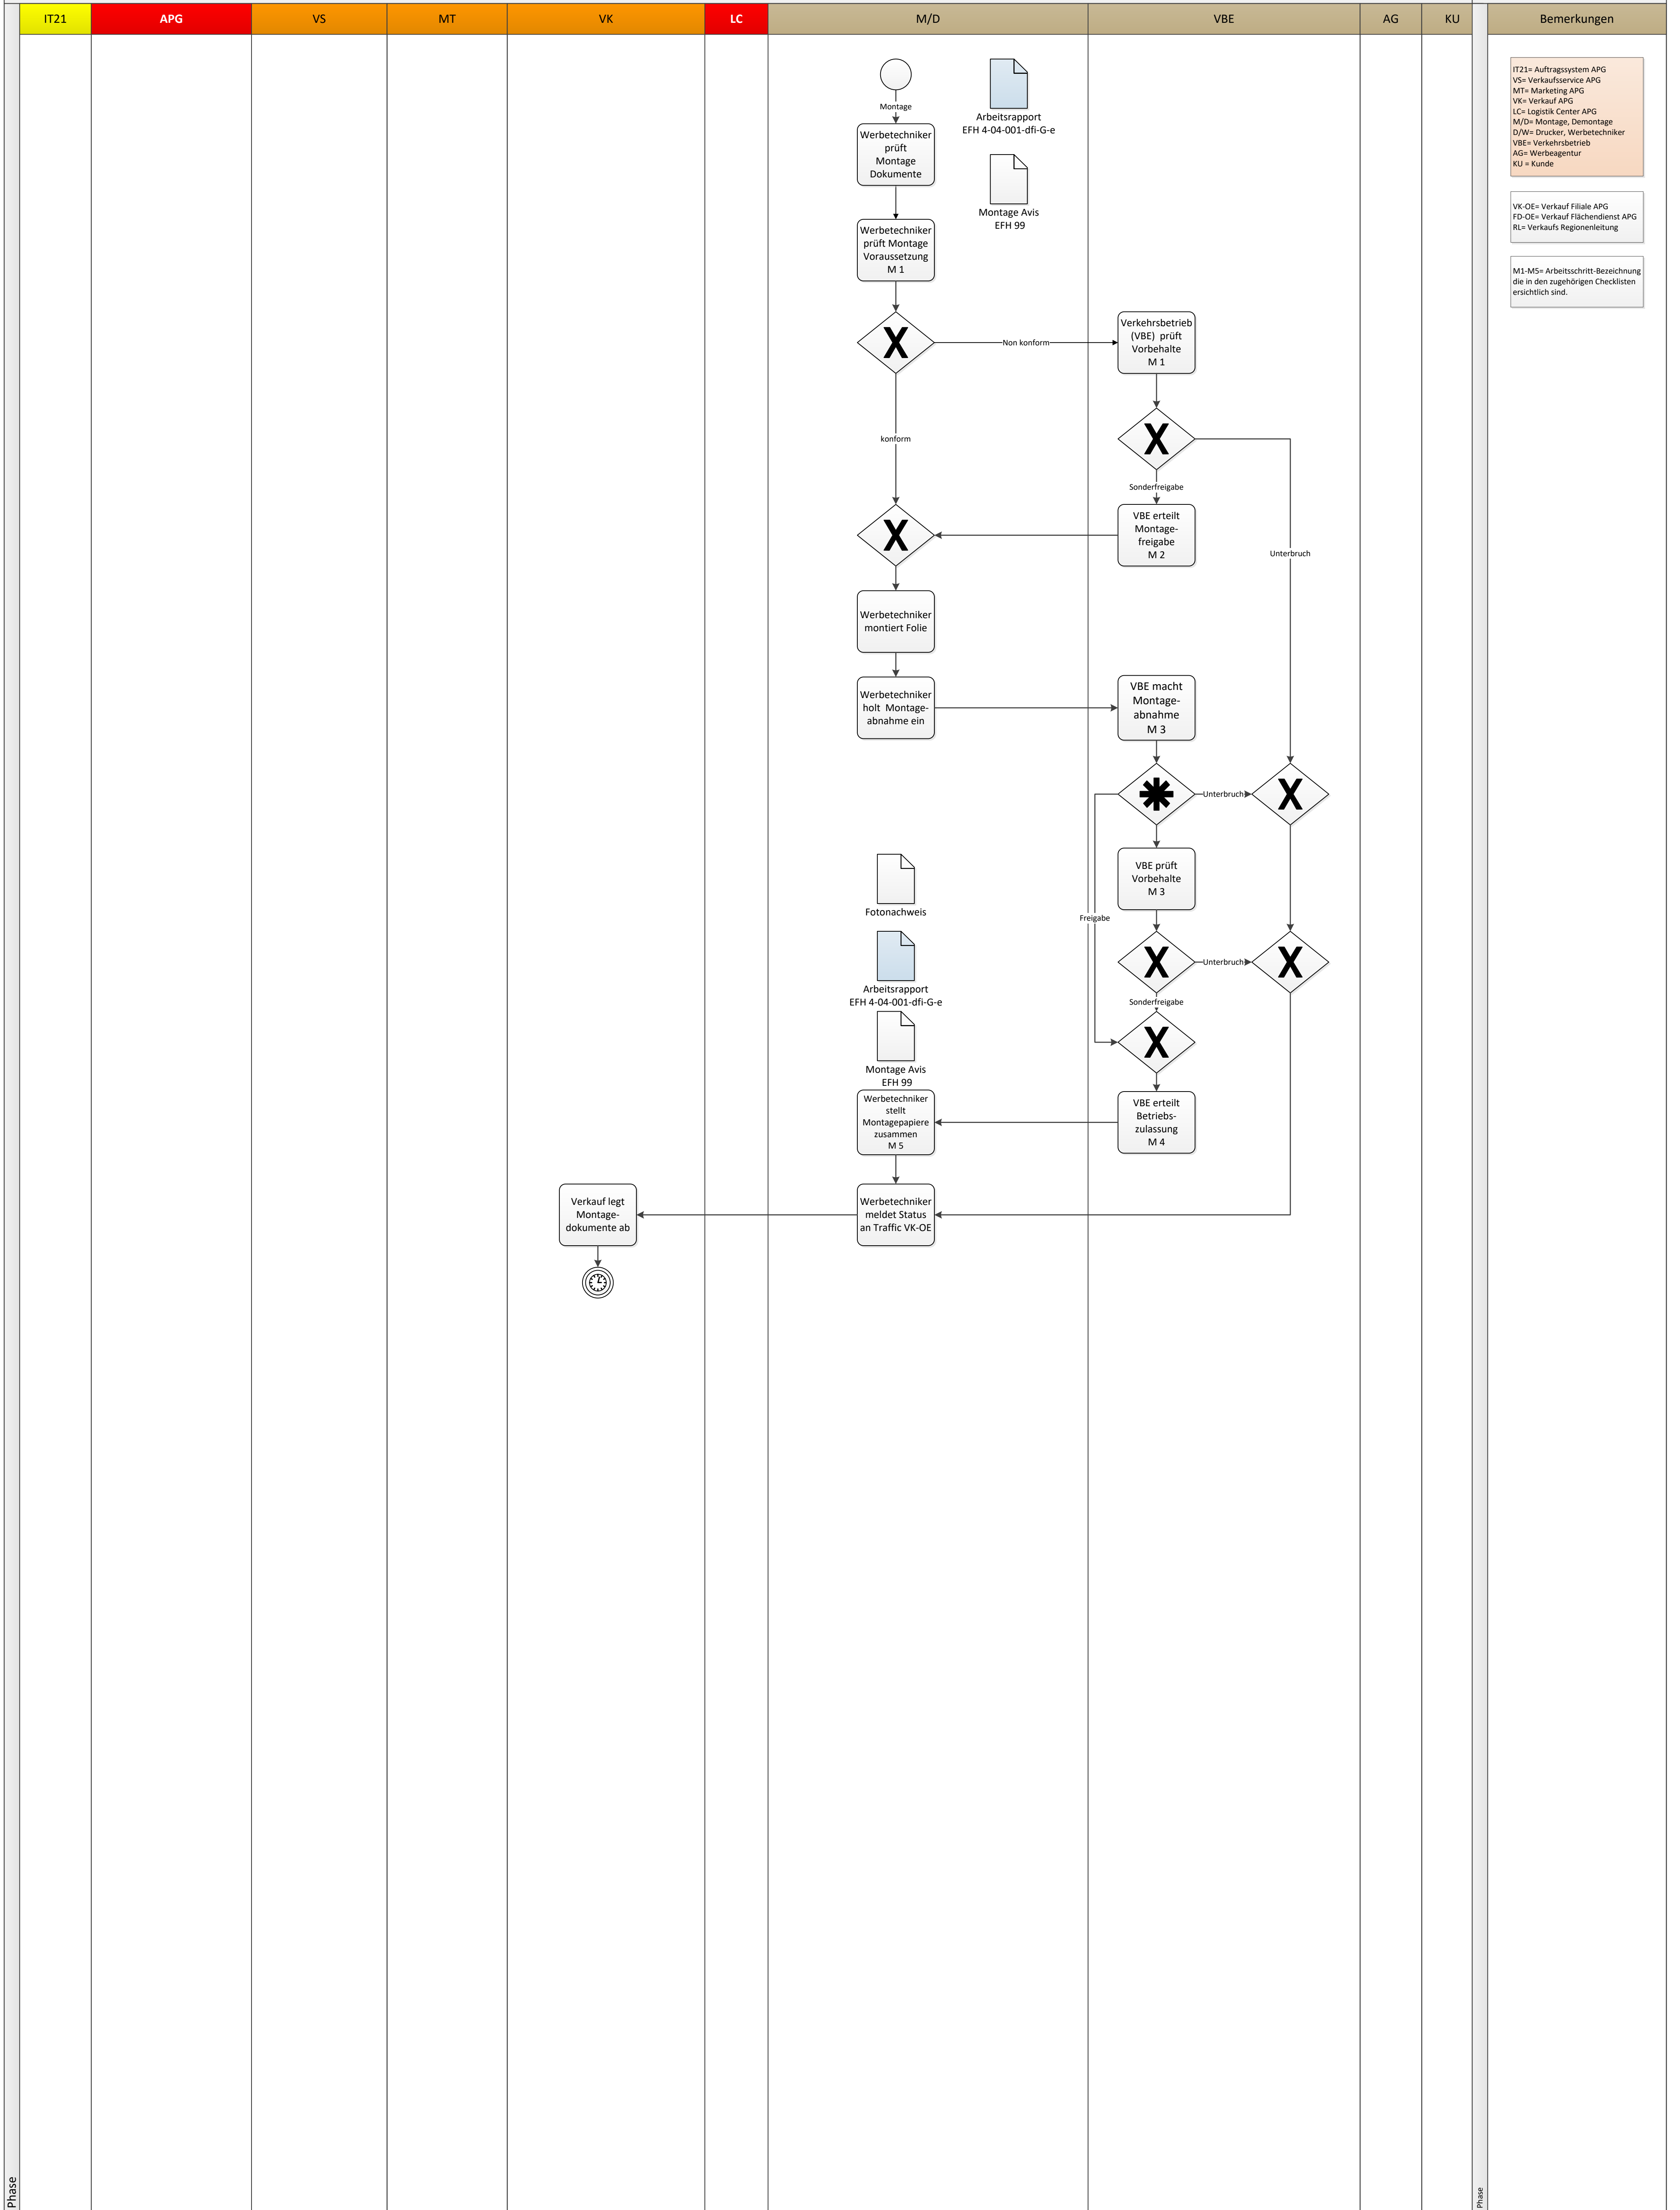 IT21
APG
VS
MT
VK
LC
M/D
VBE
AG
KU
Bemerkungen
Montage
Arbeitsrapport
EFH 4-04-001-dfi-G-e
Werbetechniker
prüft
Montage
Dokumente
Montage Avis
EFH 99
Werbetechniker
prüft Montage
Voraussetzung
M 1
X
Non konform
Verkehrsbetrieb
(VBE) prüft
Vorbehalte
M 1
konform
X
Sonderfreigabe
X
VBE erteilt
Montage-
freigabe
M 2
Unterbruch
Werbetechniker
montiert Folie
Werbetechniker
holt Montage-
abnahme ein
VBE macht
Montage-
abnahme
M 3
Unterbruch
X
VBE prüft
Vorbehalte
M 3
Fotonachweis
Freigabe
X
Unterbruch
X
Arbeitsrapport
EFH 4-04-001-dfi-G-e
Sonderfreigabe
X
Montage Avis
EFH 99
Werbetechniker
stellt
Montagepapiere
zusammen
M 5
VBE erteilt
Betriebs-
zulassung
M 4
Verkauf legt
Montage-
dokumente ab
Werbetechniker
meldet Status
an Traffic VK-OE
IT21= Auftragssystem APG
VS= Verkaufsservice APG
MT= Marketing APG
VK= Verkauf APG
LC= Logistik Center APG
M/D= Montage, Demontage
D/W= Drucker, Werbetechniker
VBE= Verkehrsbetrieb
AG= Werbeagentur
KU = Kunde
VK-OE= Verkauf Filiale APG
FD-OE= Verkauf Flächendienst APG
RL= Verkaufs Regionenleitung
M1-M5= Arbeitsschritt-Bezeichnung
die in den zugehörigen Checklisten
ersichtlich sind.
Phase
Phase